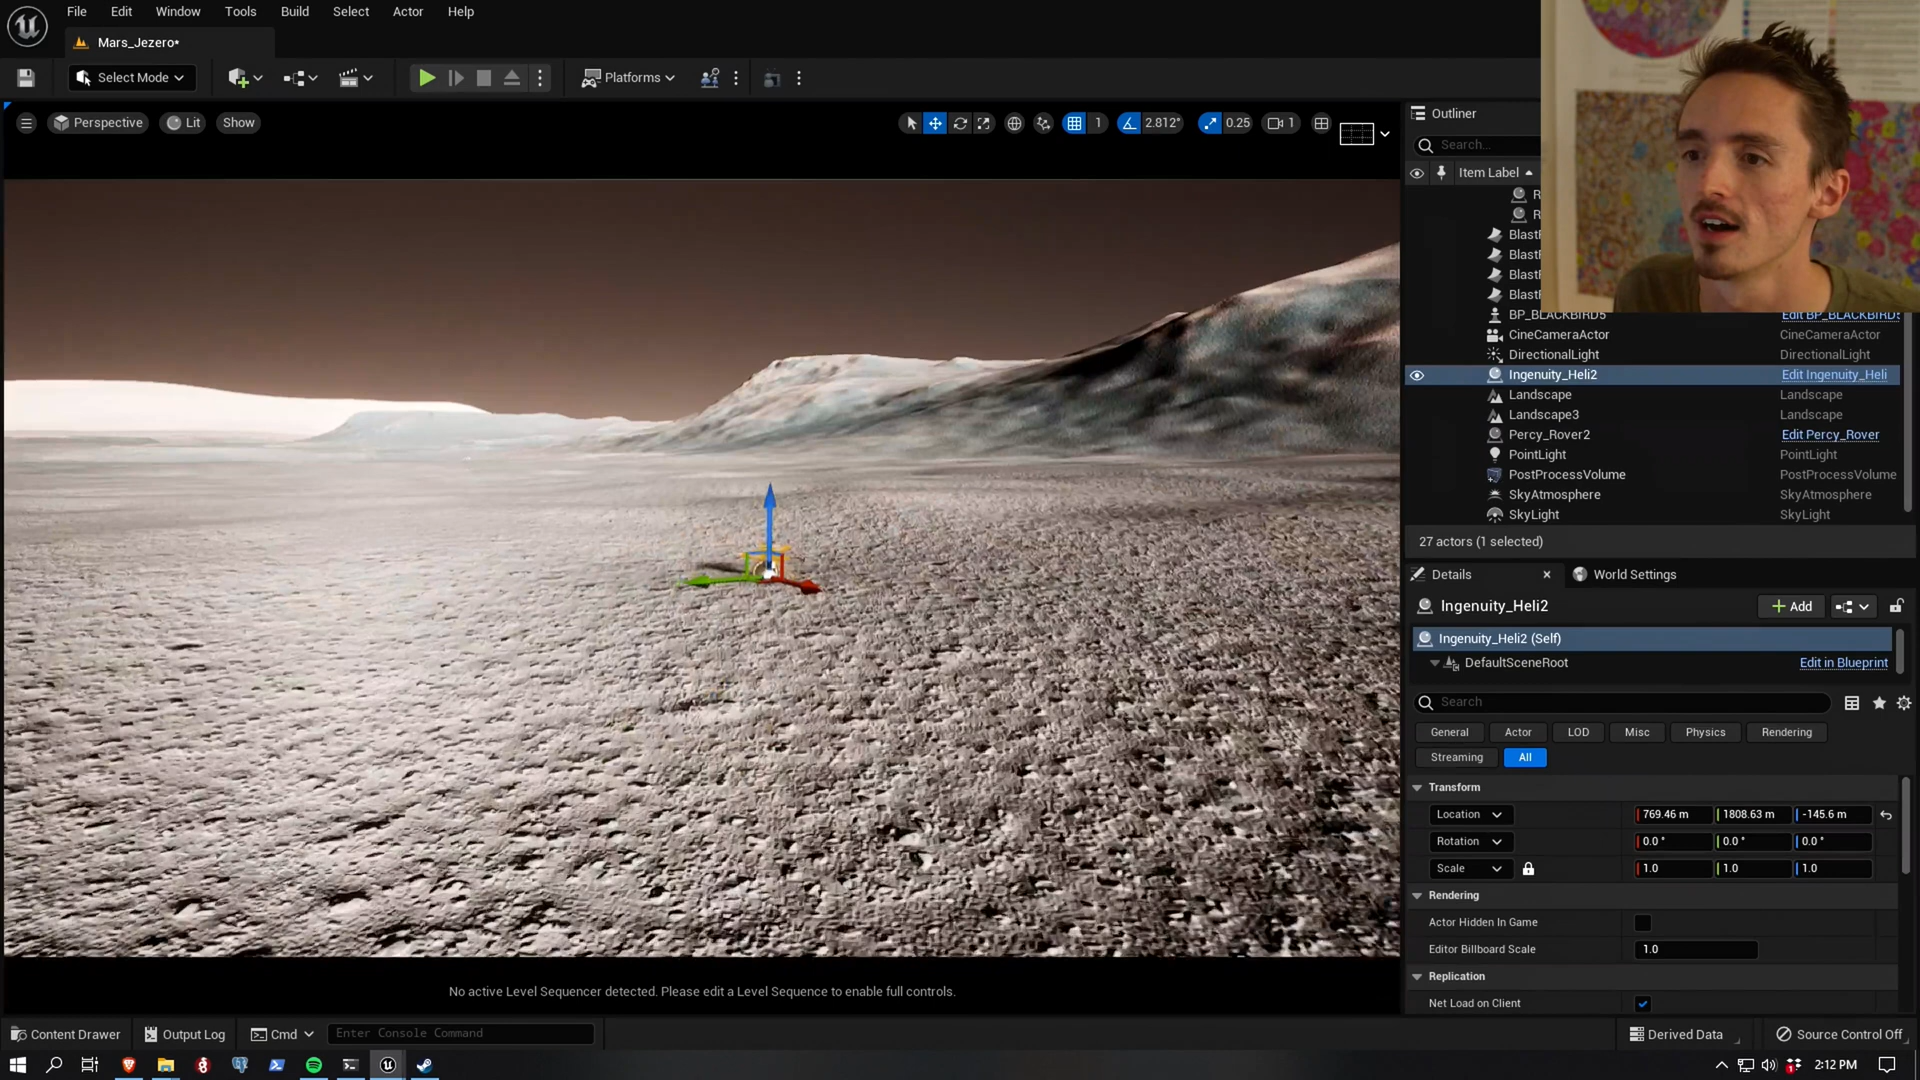 File Edit Window Tools Build Select Actor Help
Mars_Jezero•
Select Mode
Platforms
Perspective Lit Show
1 2.812° 0.25 1
Outliner
Search...
Item Label
R
R
Blast
Blast
Blast
Blast
BP_BLACKBIRD5 Edit BP_BLACKBIRD5
CineCameraActor CineCameraActor
DirectionalLight DirectionalLight
Ingenuity_Heli2 Edit Ingenuity_Heli
Landscape Landscape
Landscape3 Landscape
Percy_Rover2 Edit Percy_Rover
PointLight PointLight
PostProcessVolume PostProcessVolume
SkyAtmosphere SkyAtmosphere
SkyLight SkyLight
27 actors (1 selected)
Details World Settings
Ingenuity_Heli2 Add
Ingenuity_Heli2 (Self)
DefaultSceneRoot Edit in Blueprint
Search
General Actor LOD Misc Physics Rendering
Streaming All
Transform
Location 769.46 m 1808.63 m -145.6 m
Rotation 0.0 ° 0.0 ° 0.0 °
Scale 1.0 1.0 1.0
Rendering
Actor Hidden In Game
Editor Billboard Scale 1.0
Replication
Net Load on Client
No active Level Sequencer detected. Please edit a Level Sequence to enable full controls.
Content Drawer Output Log Cmd Enter Console Command Derived Data Source Control Off
2:12 PM